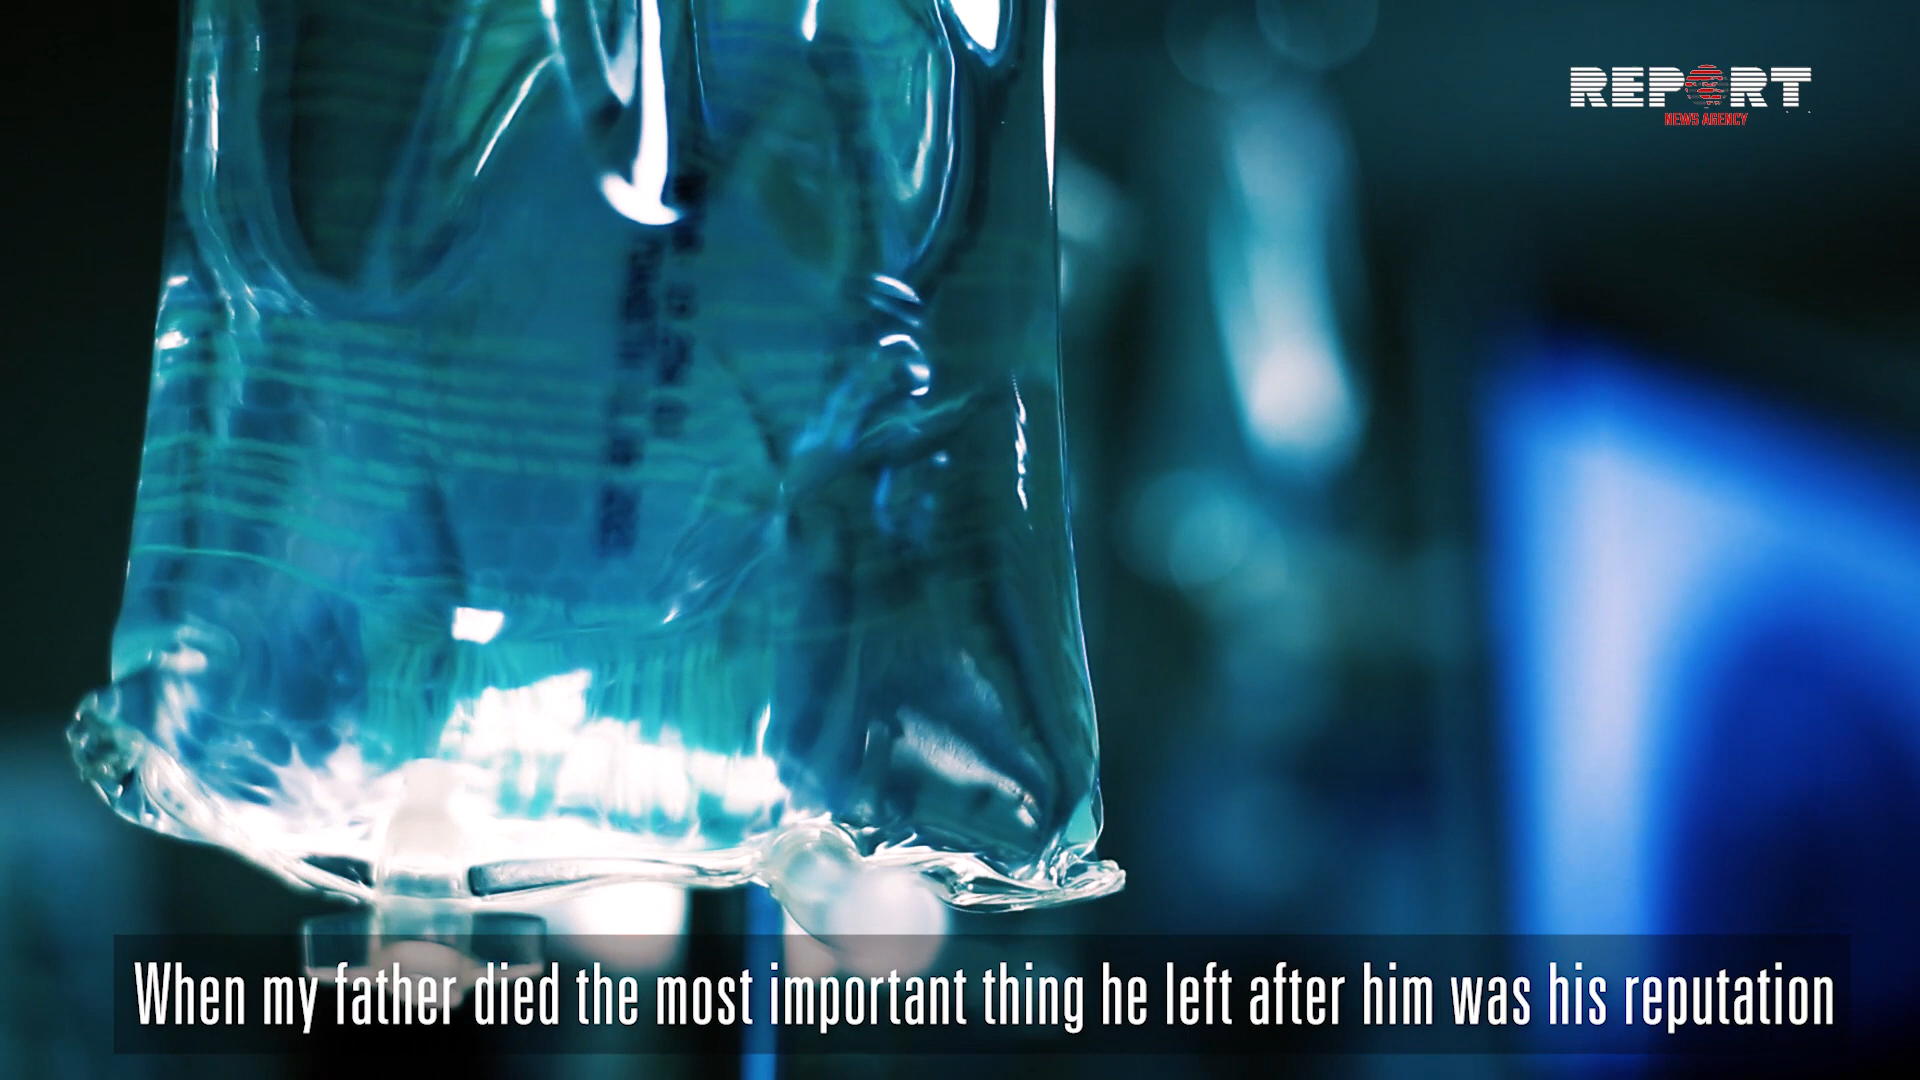 REPORT
NEWS AGENCY
When my father died the most important thing he left after him was his reputation